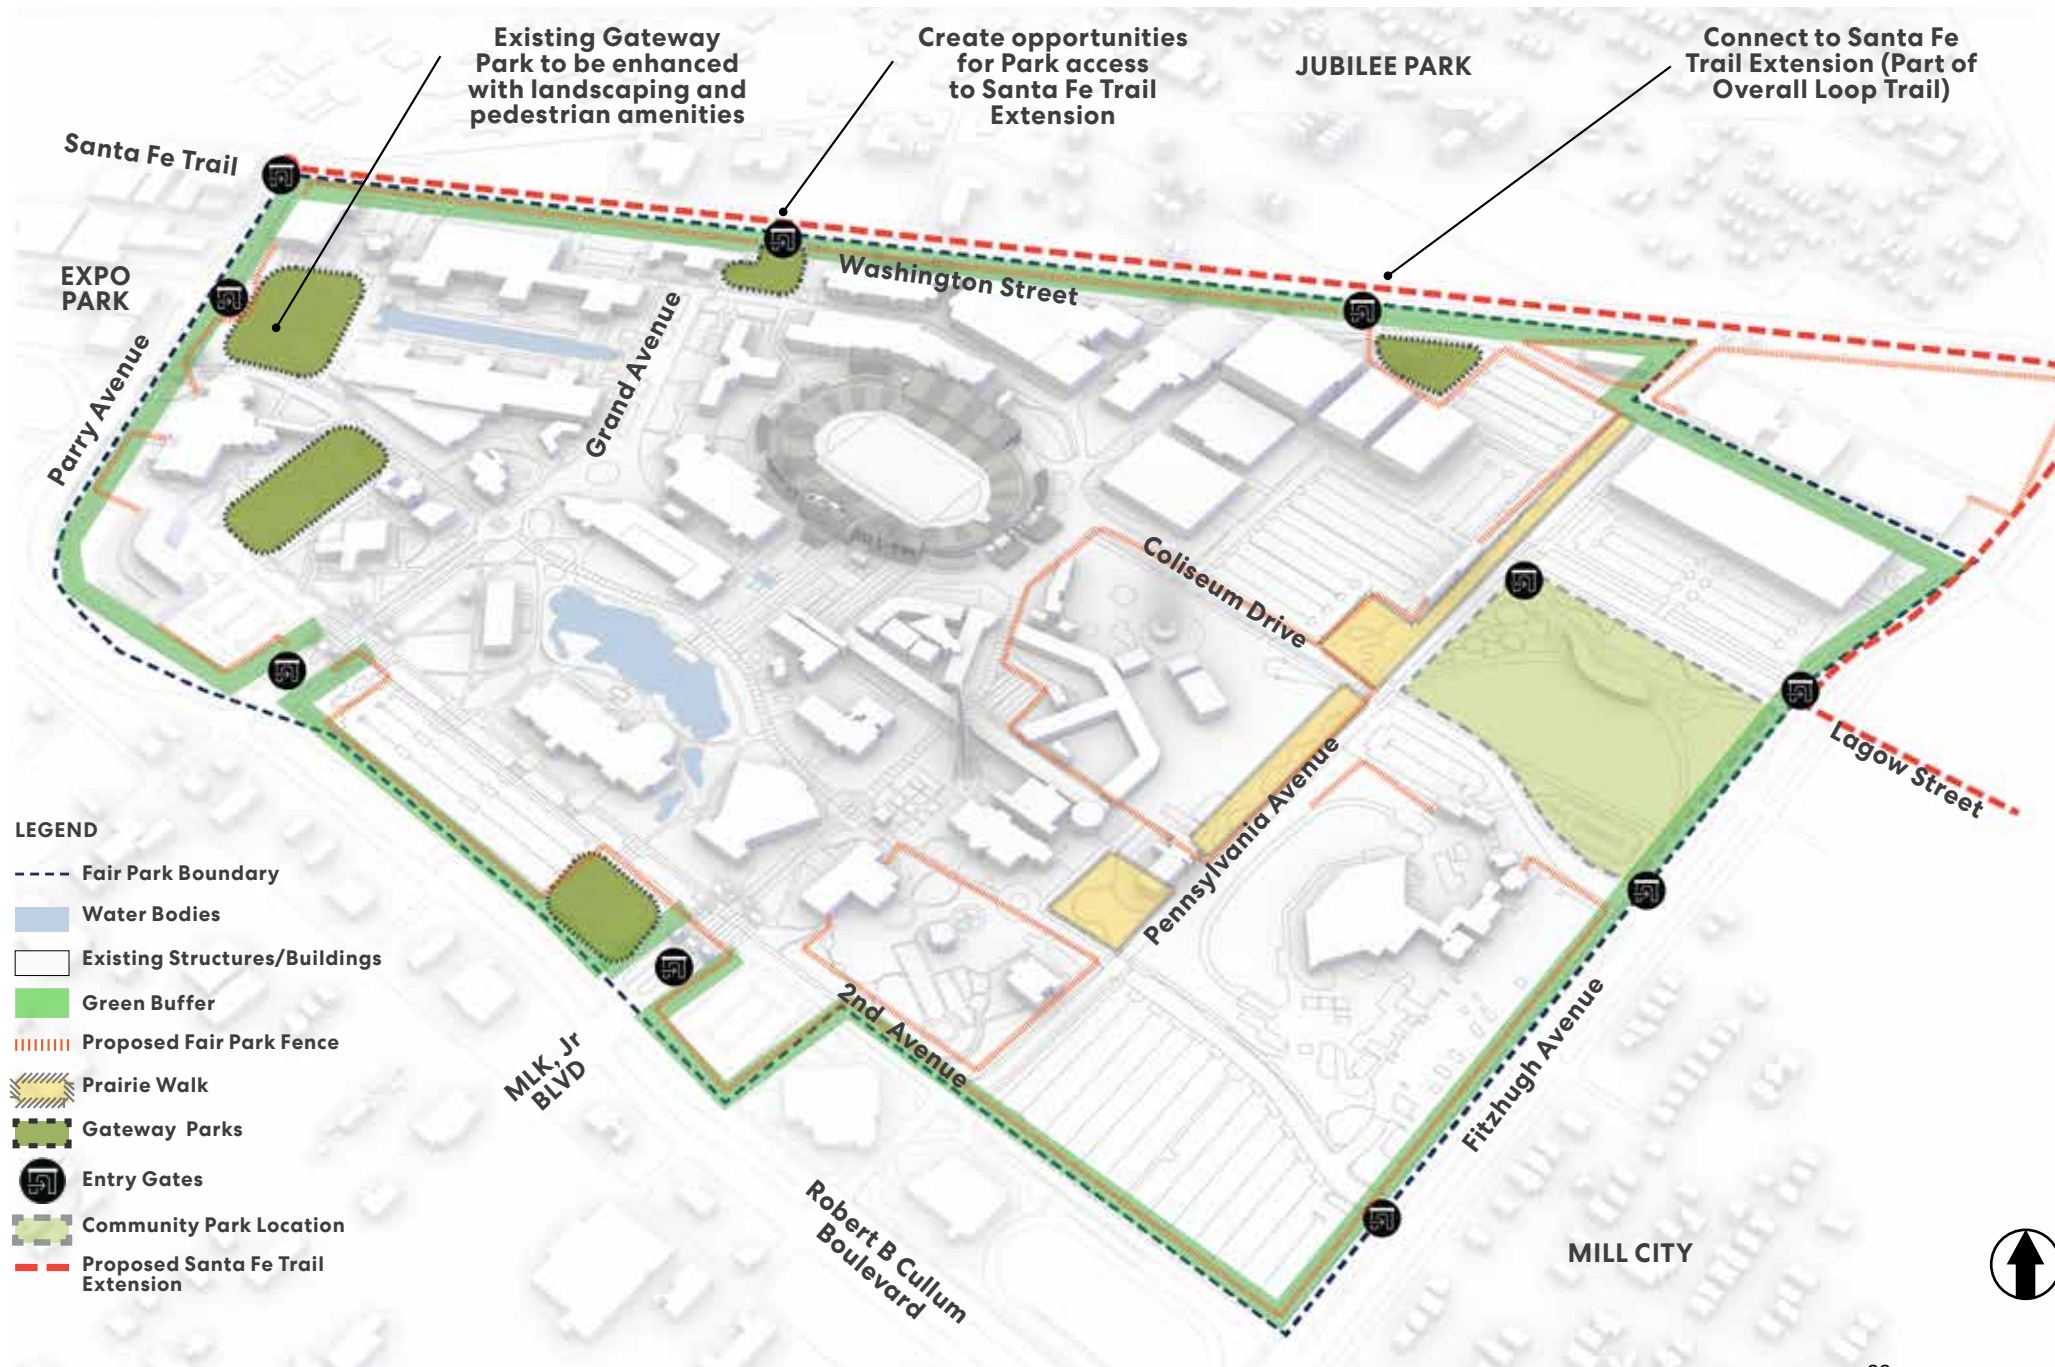 Existing Gateway
Park to be enhanced
with landscaping and
pedestrian amenities
Create opportunities
for Park access
to Santa Fe Trail
Extension
JUBILEE PARK
Connect to Santa Fe
Trail Extension (Part of
Overall Loop Trail)
Santa Fe Trail
EXPO
PARK
Parry Avenue
Grand Avenue
Washington Street
Coliseum Drive
Pennsylvania Avenue
Lagow Street
2nd Avenue
Fitzhugh Avenue
MLK, Jr
BLVD
Robert B Cullum
Boulevard
MILL CITY
LEGEND
Fair Park Boundary
Water Bodies
Existing Structures/Buildings
Green Buffer
Proposed Fair Park Fence
Prairie Walk
Gateway Parks
Entry Gates
Community Park Location
Proposed Santa Fe Trail
Extension